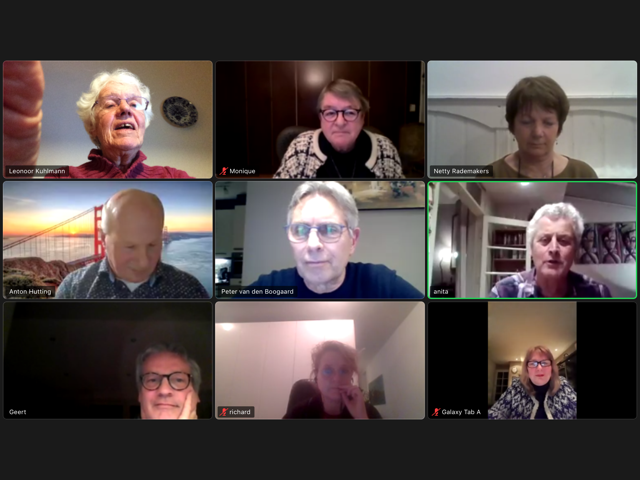 Leonoor Kuhlmann
Monique
Netty Rademakers
Anton Hutting
Peter van den Boogaard
anita
Geert
richard
Galaxy Tab A